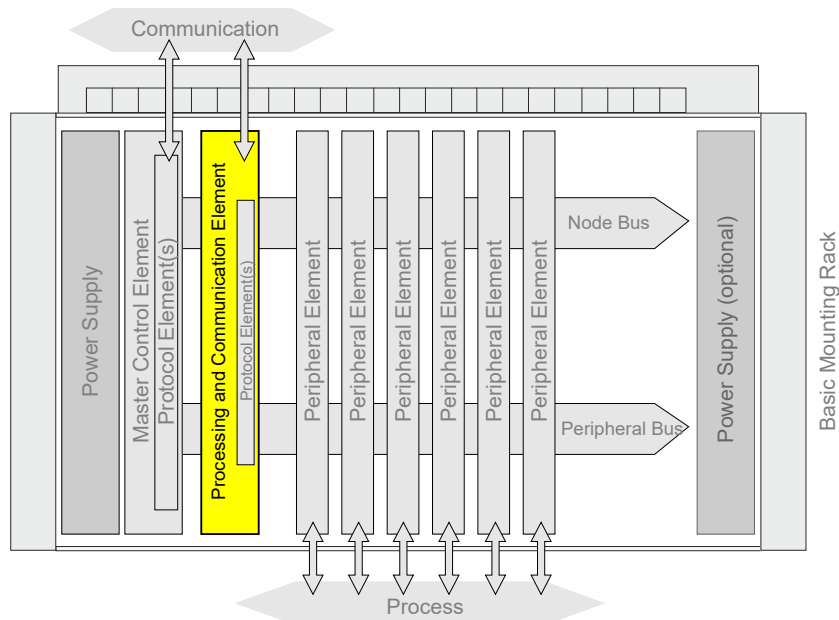 Communication
Power Supply
Master Control Element
Protocol Element(s)
Processing and Communication Element
Protocol Element(s)
Peripheral Element
Peripheral Element
Peripheral Element
Peripheral Element
Peripheral Element
Peripheral Element
Node Bus
Peripheral Bus
Power Supply (optional)
Basic Mounting Rack
Process